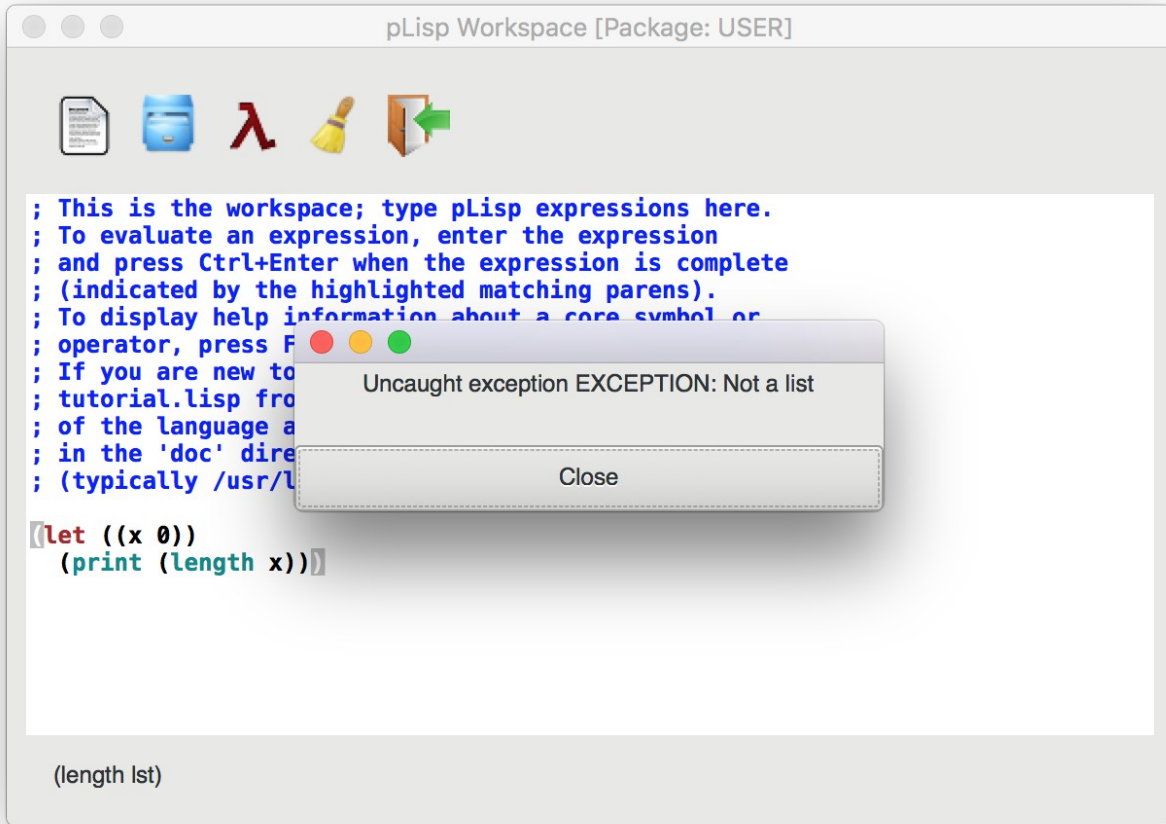 pLisp Workspace [Package: USER]
; This is the workspace; type pLisp expressions here.
; To evaluate an expression, enter the expression
; and press Ctrl+Enter when the expression is complete
; (indicated by the highlighted matching parens).
; To display help information about a core symbol or
; operator, press F
; If you are new to
; tutorial.lisp fro
; of the language a
; in the 'doc' dire
; (typically /usr/l
Uncaught exception EXCEPTION: Not a list
Close
(let ((x 0))
  (print (length x)))
(length lst)